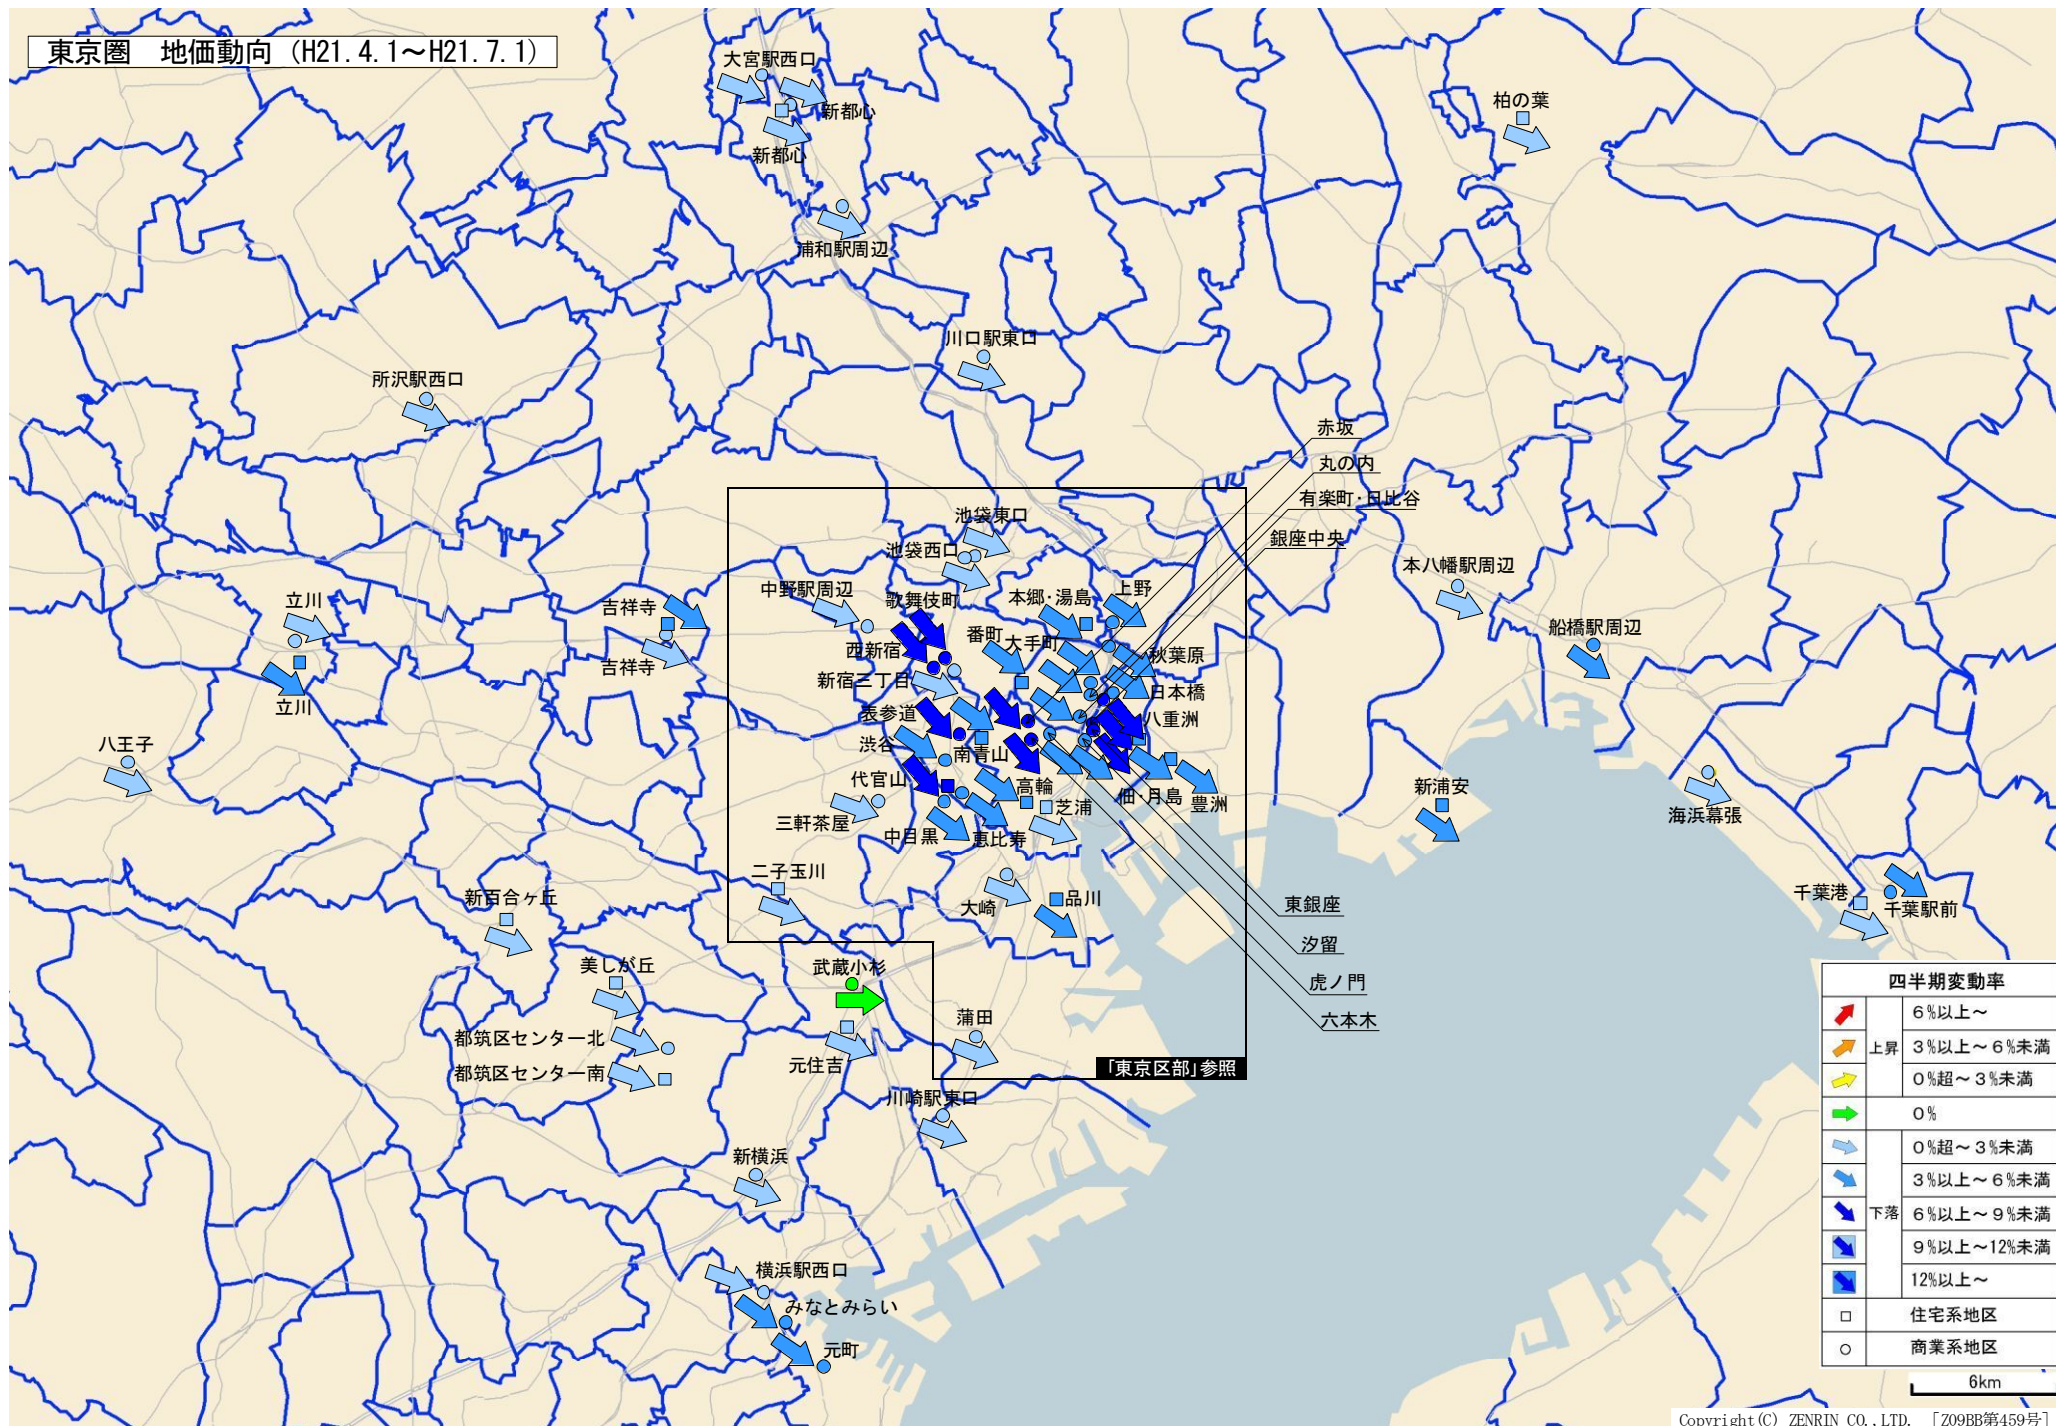 東京圏　地価動向（H21.4.1～H21.7.1）
大宮駅西口
新都心
新都心
柏の葉
浦和駅周辺
川口駅東口
所沢駅西口
赤坂
丸の内
有楽町･日比谷
銀座中央
池袋東口
池袋西口
中野駅周辺
歌舞伎町
本郷･湯島
上野
本八幡駅周辺
立川
吉祥寺
西新宿
番町
大手町
秋葉原
船橋駅周辺
吉祥寺
新宿三丁目
日本橋
立川
表参道
八重洲
八王子
渋谷
南青山
代官山
高輪
芝浦
佃･月島
豊洲
新浦安
海浜幕張
三軒茶屋
中目黒
恵比寿
二子玉川
新百合ヶ丘
大崎
品川
東銀座
千葉港
千葉駅前
汐留
美しが丘
武蔵小杉
虎ノ門
都筑区センター北
蒲田
六本木
元住吉
都筑区センター南
｢東京区部｣参照
川崎駅東口
新横浜
横浜駅西口
みなとみらい
元町
四半期変動率
上昇
6%以上～
3%以上～6%未満
0%超～3%未満
0%
下落
0%超～3%未満
3%以上～6%未満
6%以上～9%未満
9%以上～12%未満
12%以上～
住宅系地区
商業系地区
6km
Copyright(C) ZENRIN CO.,LTD. ［Z09BB第459号］